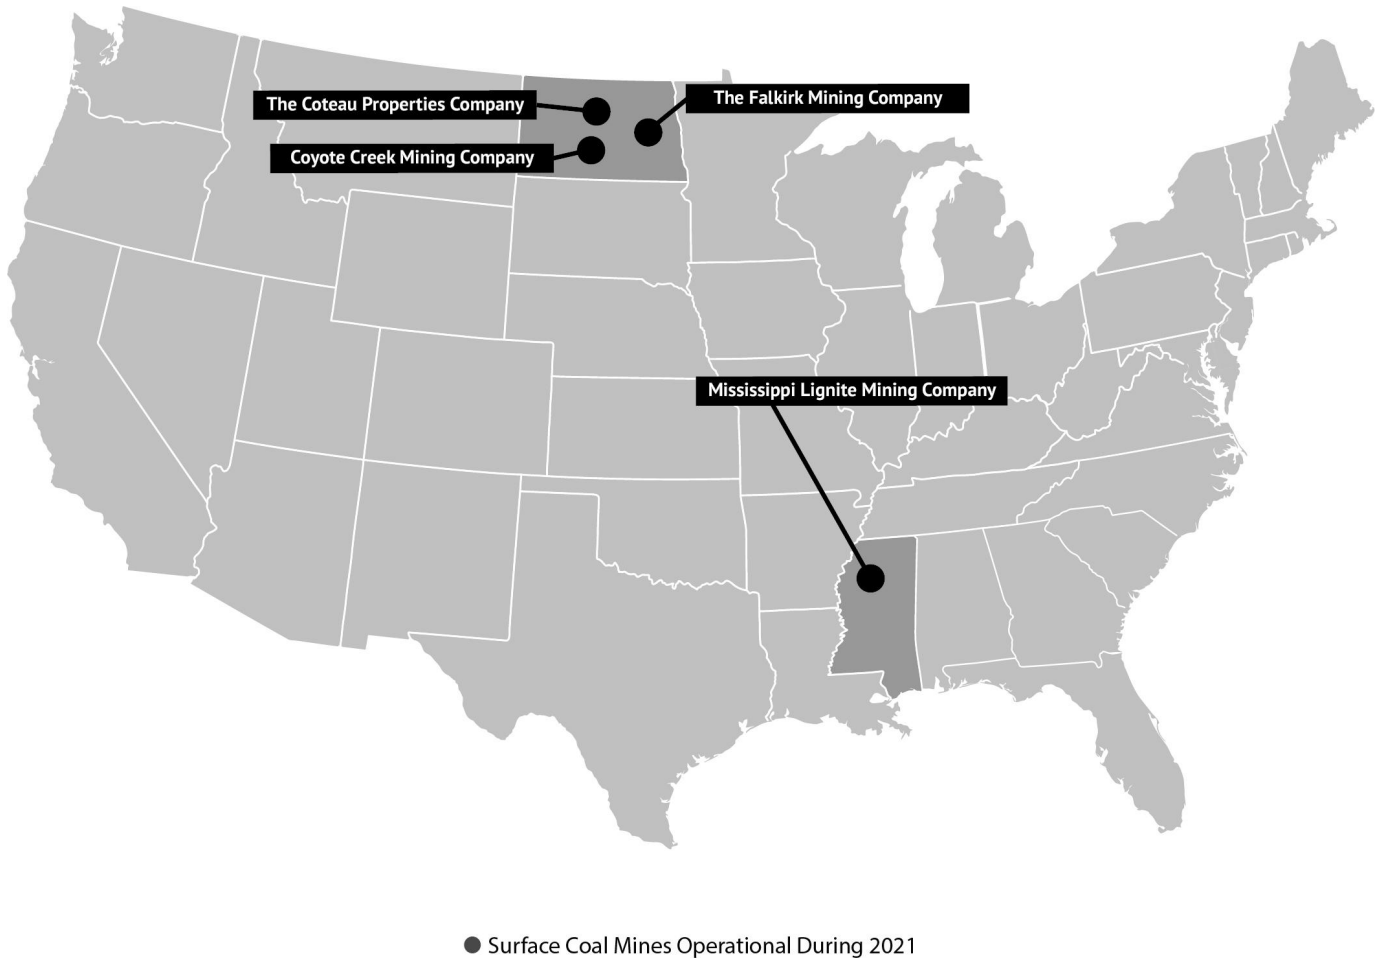 The Falkirk Mining Company
The Coteau Properties Company
Coyote Creek Mining Company
Mississippi Lignite Mining Company
Surface Coal Mines Operational During 2021